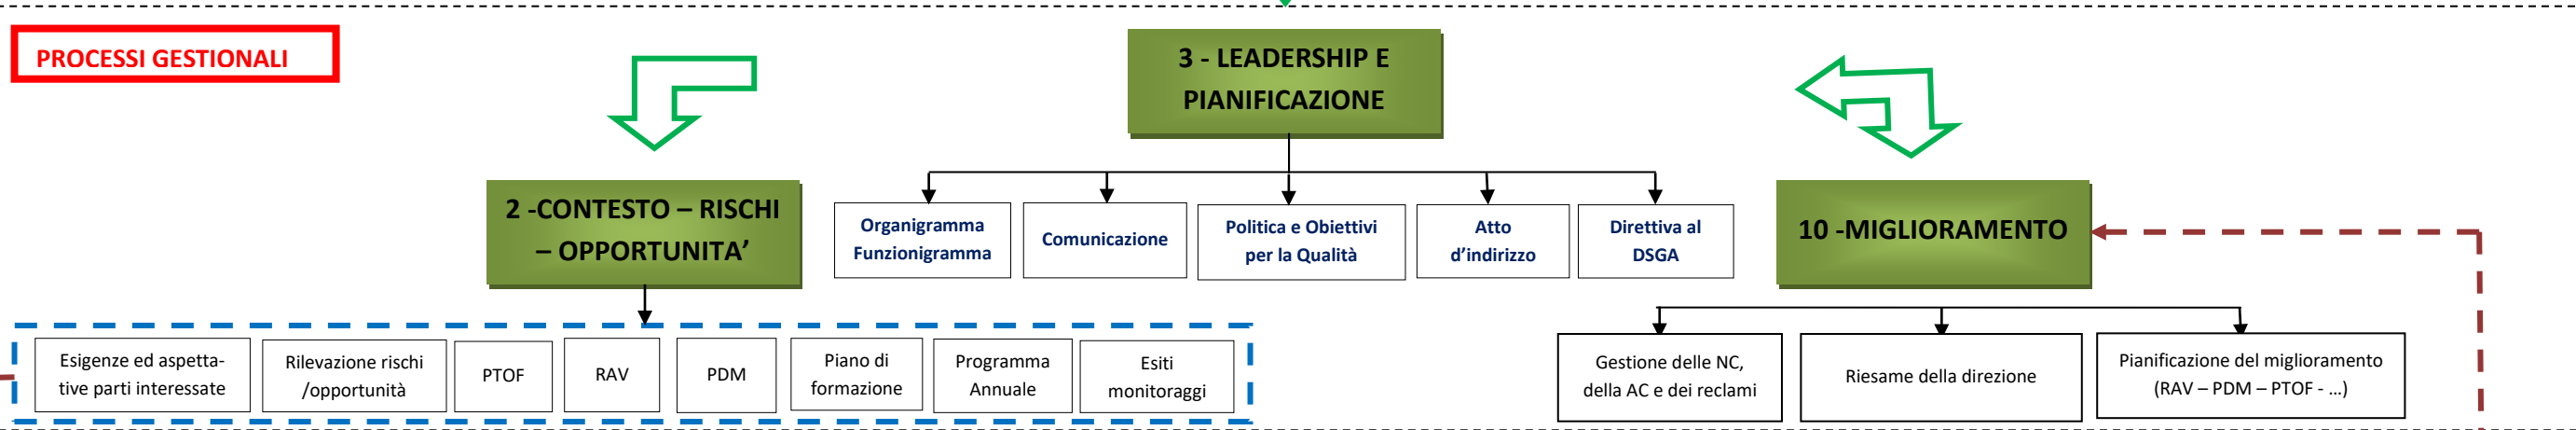 PROCESSI GESTIONALI
3 - LEADERSHIP E
PIANIFICAZIONE
2 -CONTESTO – RISCHI
– OPPORTUNITA’
Organigramma
Funzionigramma
Comunicazione
Politica e Obiettivi
per la Qualità
Atto
d’indirizzo
Direttiva al
DSGA
10 -MIGLIORAMENTO
Esigenze ed aspetta-
tive parti interessate
Rilevazione rischi
/opportunità
PTOF
RAV
PDM
Piano di
formazione
Programma
Annuale
Esiti
monitoraggi
Gestione delle NC,
della AC e dei reclami
Riesame della direzione
Pianificazione del miglioramento
(RAV – PDM – PTOF - …)